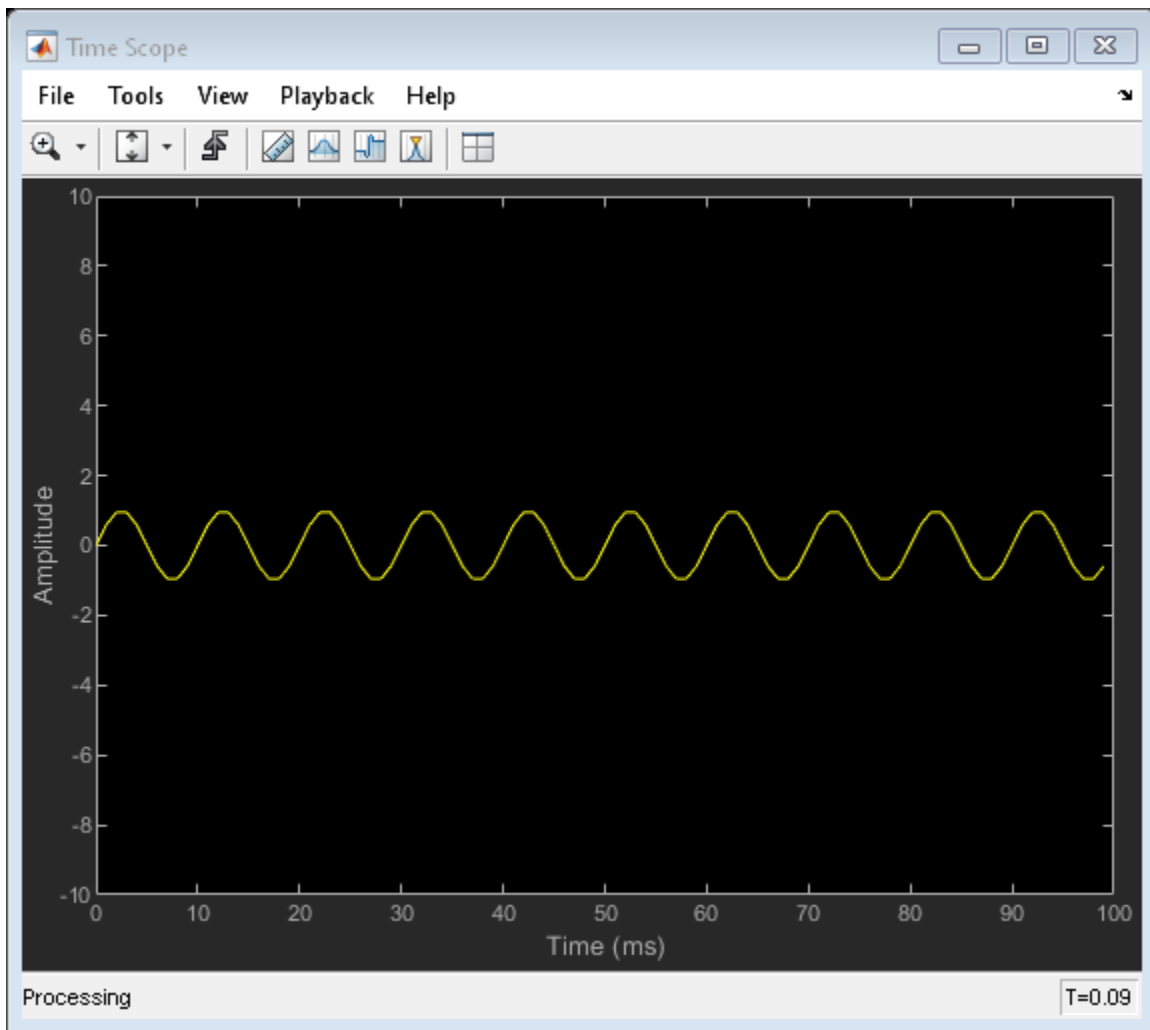 Time Scope
File Tools View Playback Help
10
8
6
4
2
0
-2
-4
-6
-8
-10
Amplitude
0 10 20 30 40 50 60 70 80 90 100
Time (ms)
Processing T=0.09